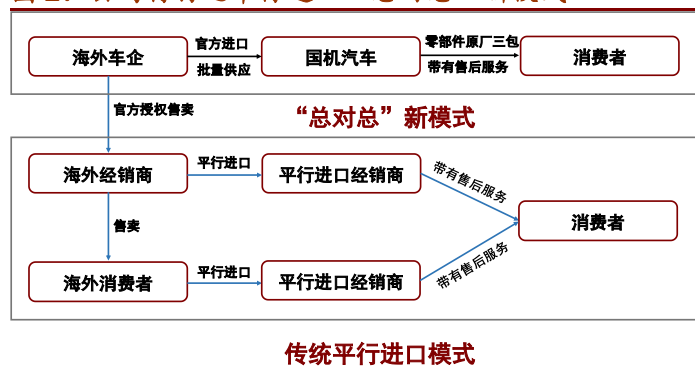 官方进口
零部件原厂三包
海外车企
国机汽车
消费者
批量供应
带有售后服务
官方授权售卖
“总对总”新模式
平行进口
带有售后服务
海外经销商
平行进口经销商
售卖
消费者
平行进口
带有售后服务
海外消费者
平行进口经销商
传统平行进口模式